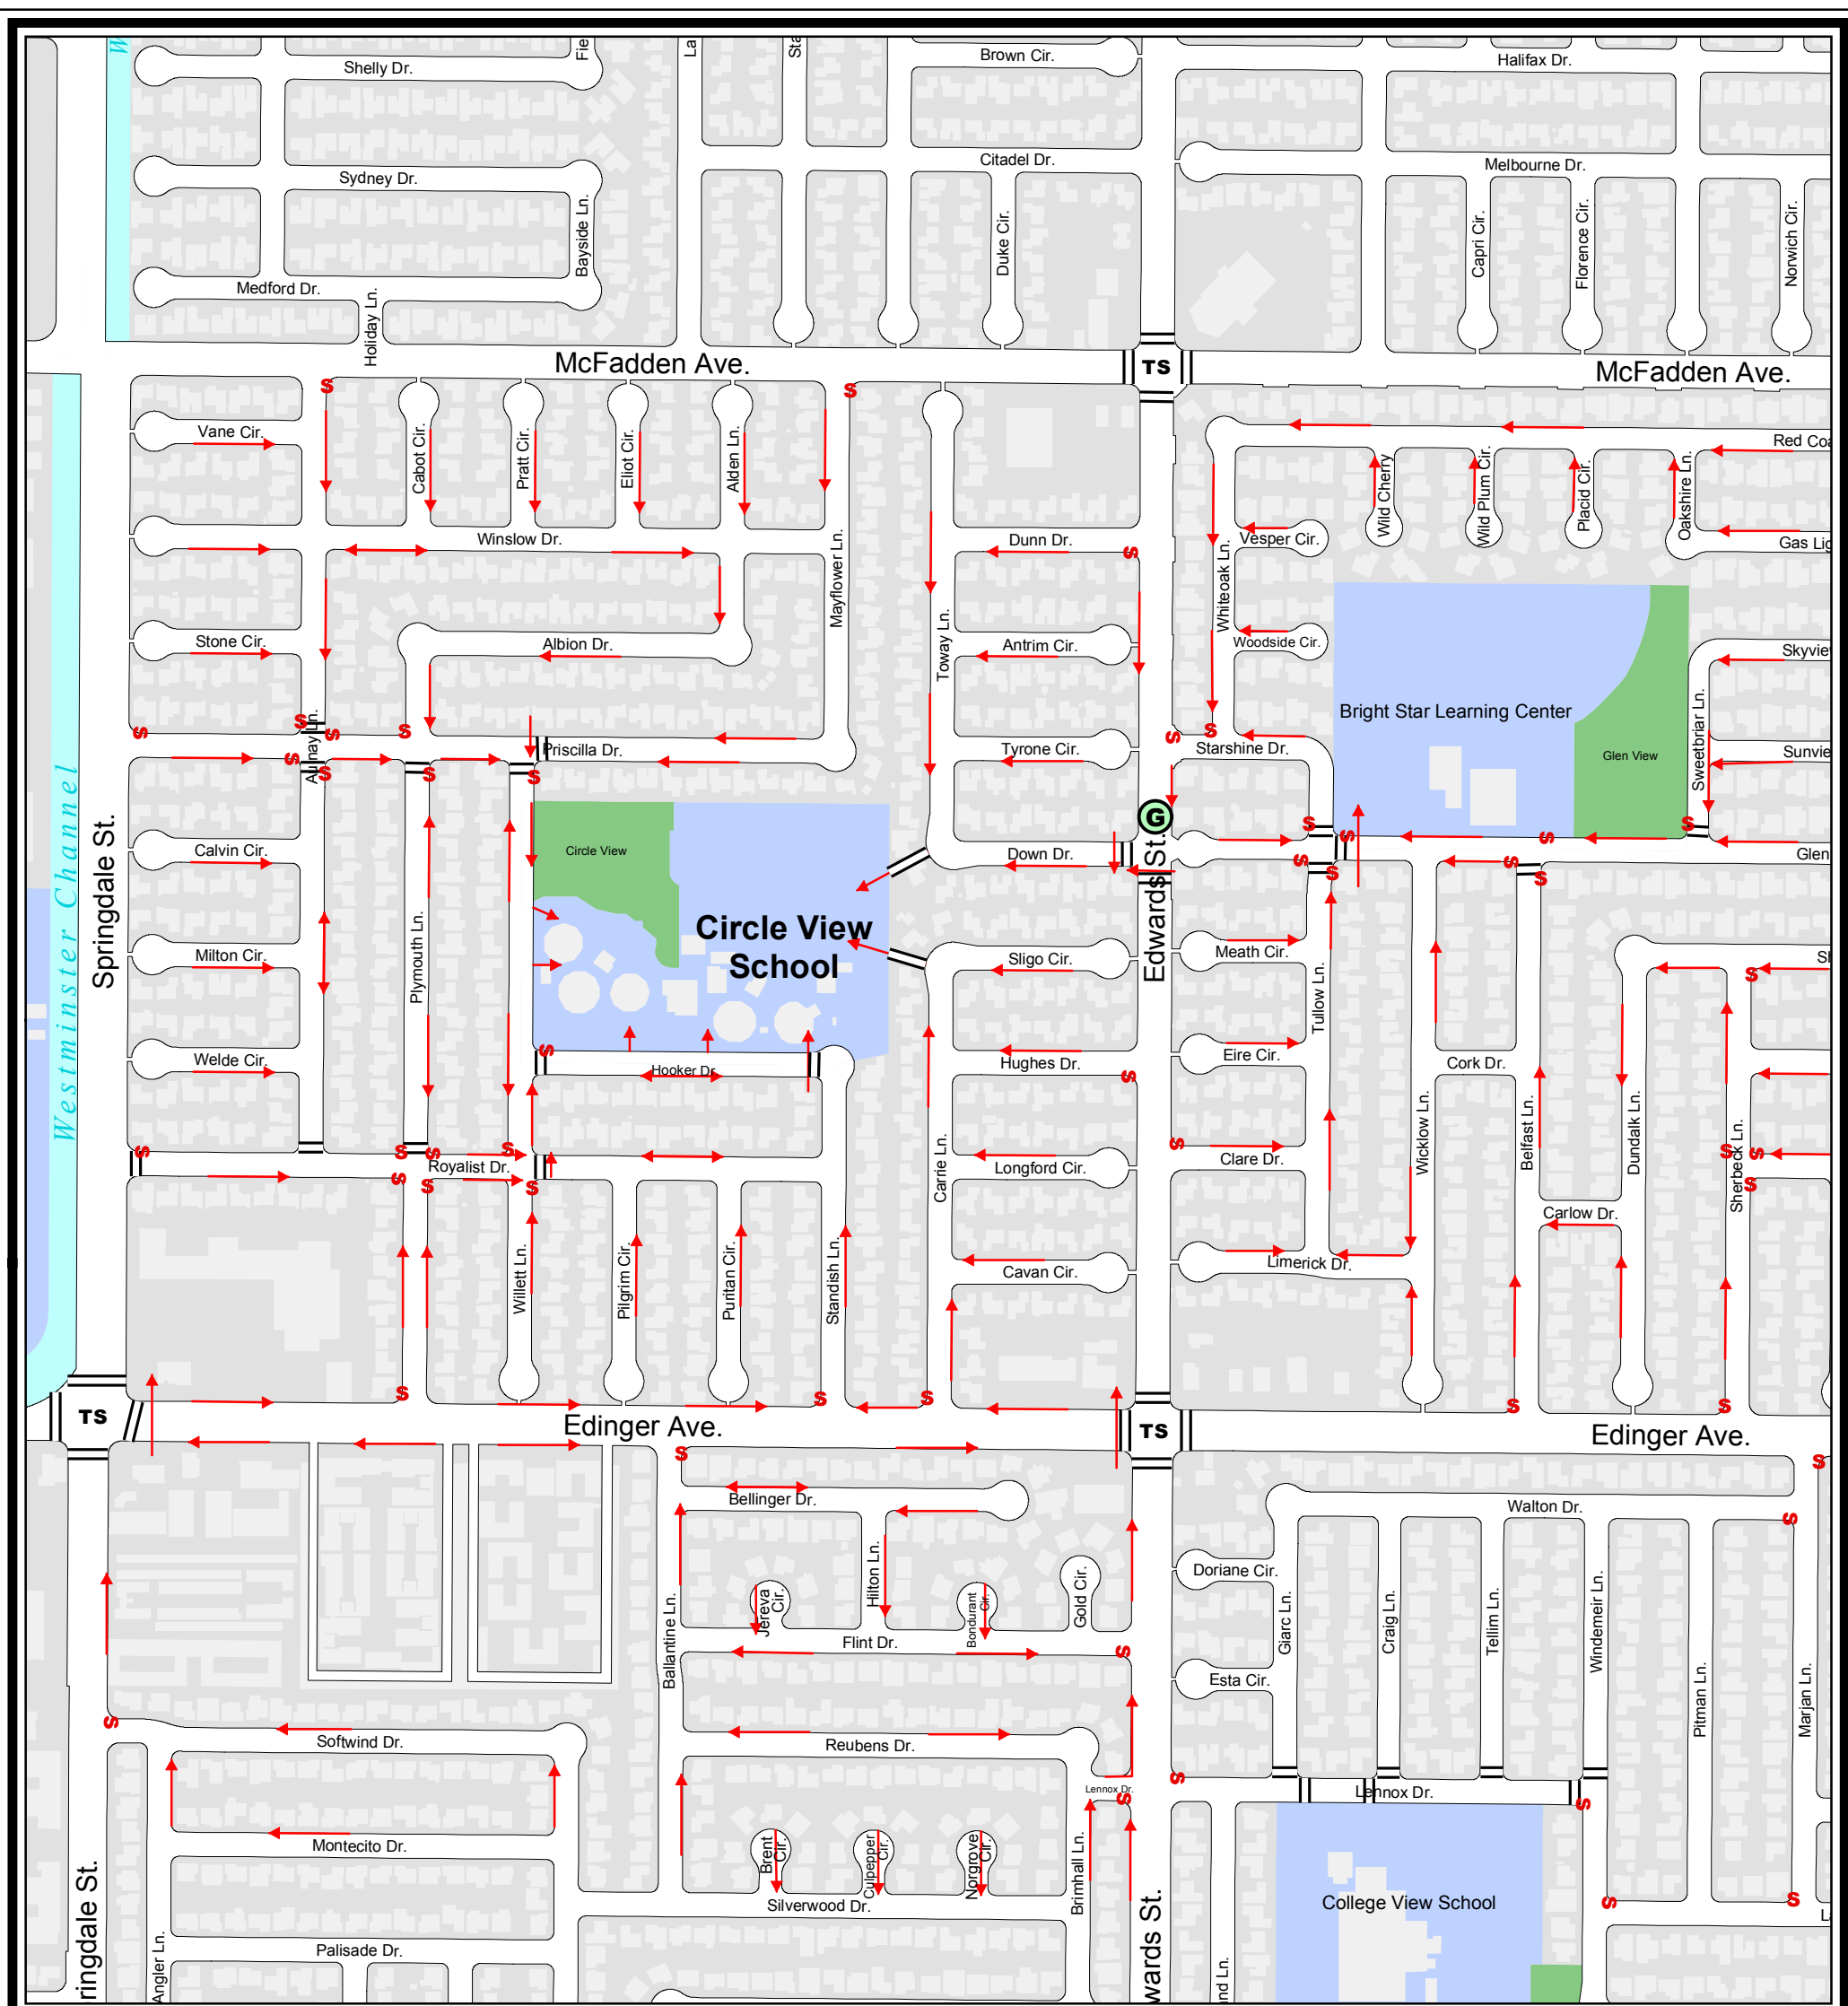 W
Fie
La
Sta
Brown Cir.
Halifax Dr.
Shelly Dr.
Citadel Dr.
Melbourne Dr.
Sydney Dr.
Bayside Ln.
Duke Cir.
Capri Cir.
Florence Cir.
Norwich Cir.
Medford Dr.
Holiday Ln.
McFadden Ave.
TS
McFadden Ave.
S
S
Vane Cir.
Cabot Cir.
Pratt Cir.
Eliot Cir.
Alden Ln.
Red Coa
Wild Cherry
Wild Plum Cir.
Placid Cir.
Oakshire Ln.
Winslow Dr.
Mayflower Ln.
Dunn Dr.
S
Vesper Cir.
Gas Lig
Whiteoak Ln.
Stone Cir.
Albion Dr.
Toway Ln.
Antrim Cir.
Woodside Cir.
Skyview
Bright Star Learning Center
Sweetbriar Ln.
S
S
S
S
Aulnay Ln.
Priscilla Dr.
Tyrone Cir.
S
S
Starshine Dr.
Glen View
Sunvie
S
S
S
S
Springdale St.
G
S
S
S
S
Calvin Cir.
Circle View
Down Dr.
Edwards St.
Glen
S
S
S
S
Westminster Channel
Plymouth Ln.
Circle View
School
Milton Cir.
Sligo Cir.
Meath Cir.
Tullow Ln.
S
Sh
Welde Cir.
S
Hooker Dr.
Hughes Dr.
S
Eire Cir.
Cork Dr.
Wicklow Ln.
Belfast Ln.
Dundalk Ln.
Sherbeck Ln.
S
S
S
S
S
Royalist Dr.
S
S
S
Carrie Ln.
Longford Cir.
S
Clare Dr.
S
S
S
Carlow Dr.
Willett Ln.
Pilgrim Cir.
Puritan Cir.
Standish Ln.
Cavan Cir.
Limerick Dr.
TS
S
S
S
Edinger Ave.
TS
S
S
Edinger Ave.
S
S
Bellinger Dr.
Walton Dr.
S
Jereva
Cir.
Hilton Ln.
Bondurant
Cir.
Gold Cir.
Doriane Cir.
Ballantine Ln.
Flint Dr.
S
Giarc Ln.
Craig Ln.
Tellim Ln.
Windemeir Ln.
Pitman Ln.
Marjan Ln.
Esta Cir.
S
Softwind Dr.
Reubens Dr.
Lennox Dr.
S
S
Lennox Dr.
S
Montecito Dr.
Brent
Cir.
Culpepper
Cir.
Norgrove
Cir.
Brimhall Ln.
Silverwood Dr.
College View School
S
S
La
Palisade Dr.
ringdale St.
Angler Ln.
wards St.
nd Ln.